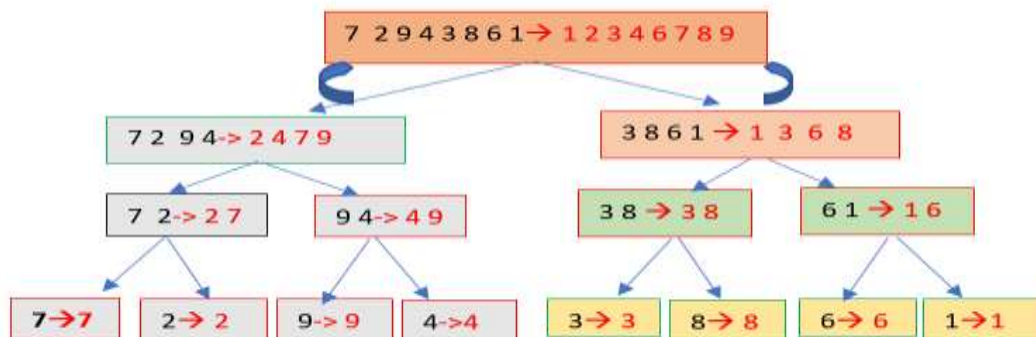 7 2 9 4 3 8 6 1→ 1 2 3 4 6 7 8 9
7 2 9 4-> 2 4 7 9
3 8 6 1 → 1 3 6 8
7 2-> 2 7
9 4-> 4 9
3 8 → 3 8
6 1 → 1 6
7→7
2→ 2
9-> 9
4->4
3→ 3
8→ 8
6→ 6
1→1